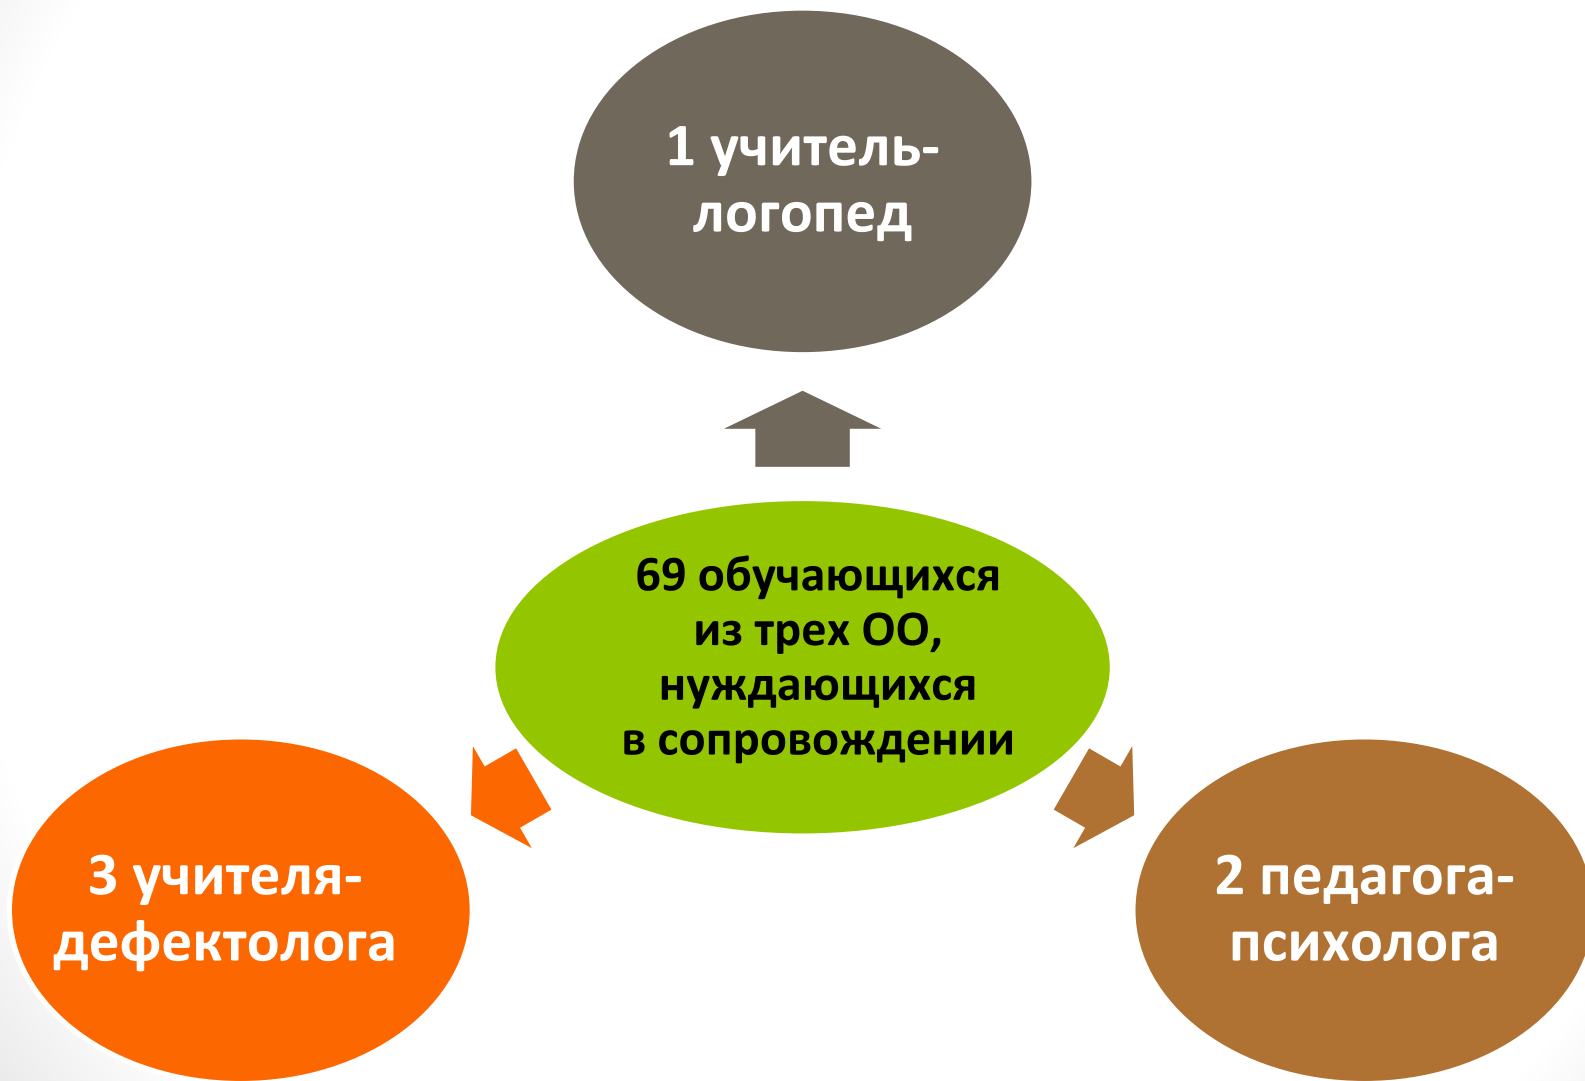 1 учитель-
логопед
69 обучающихся
из трех ОО,
нуждающихся
в сопровождении
3 учителя-
дефектолога
2 педагога-
психолога